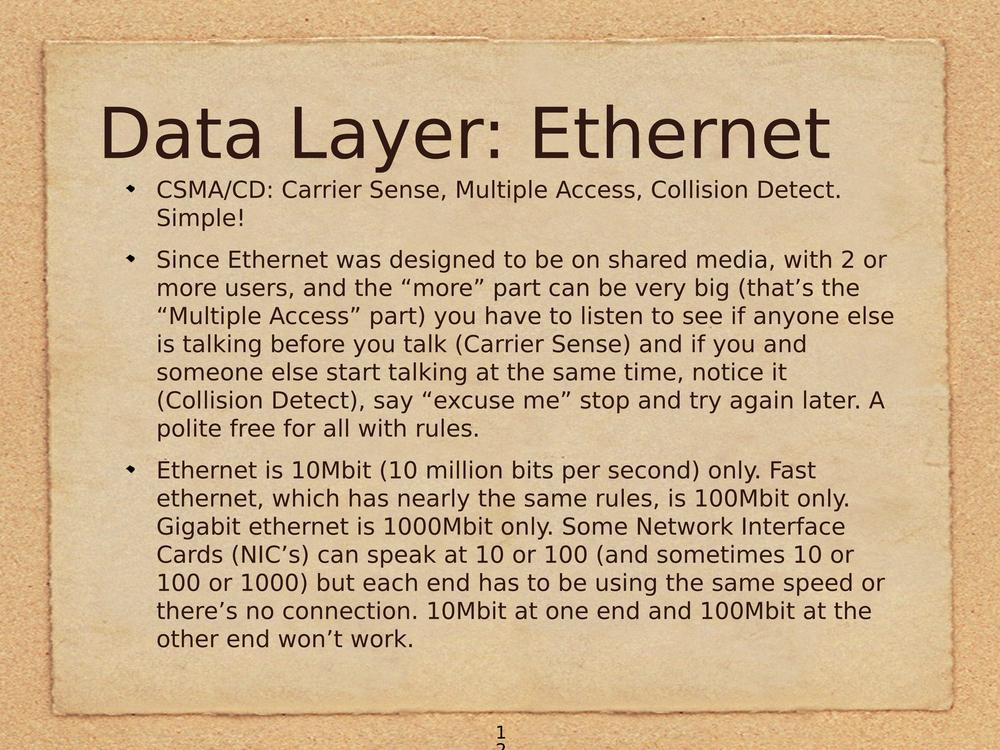 Data Layer: Ethernet
CSMA/CD: Carrier Sense, Multiple Access, Collision Detect.
Simple!
Since Ethernet was designed to be on shared media, with 2 or
more users, and the “more” part can be very big (that’s the
“Multiple Access” part) you have to listen to see if anyone else
is talking before you talk (Carrier Sense) and if you and
someone else start talking at the same time, notice it
(Collision Detect), say “excuse me” stop and try again later. A
polite free for all with rules.
Ethernet is 10Mbit (10 million bits per second) only. Fast
ethernet, which has nearly the same rules, is 100Mbit only.
Gigabit ethernet is 1000Mbit only. Some Network Interface
Cards (NIC’s) can speak at 10 or 100 (and sometimes 10 or
100 or 1000) but each end has to be using the same speed or
there’s no connection. 10Mbit at one end and 100Mbit at the
other end won’t work.
1